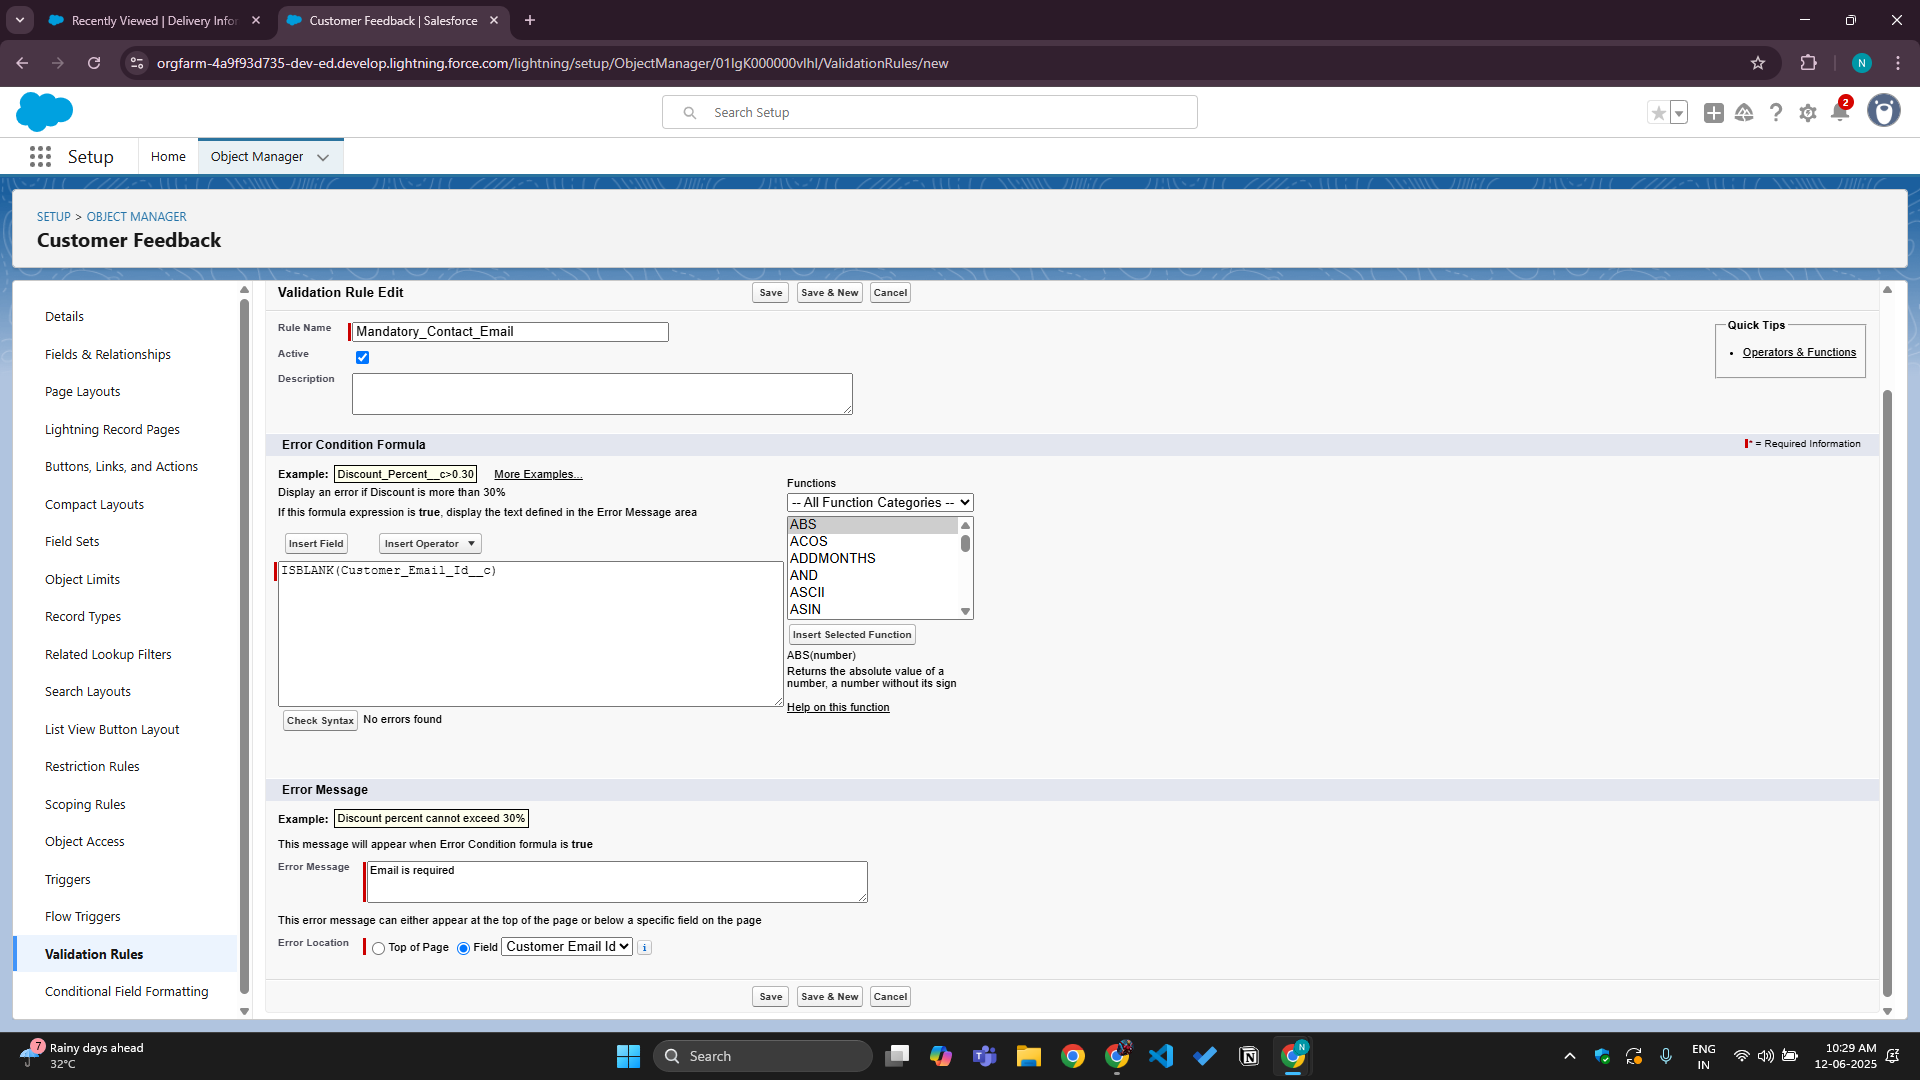 Recently Viewed | Delivery Infor
Customer Feedback | Salesforce
orgfarm-4a9f93d735-dev-ed.develop.lightning.force.com/lightning/setup/ObjectManager/01IgK000000vlhl/ValidationRules/new
N
Search Setup
2
Setup
Home
Object Manager
SETUP > OBJECT MANAGER
Customer Feedback
Details
Fields & Relationships
Page Layouts
Lightning Record Pages
Buttons, Links, and Actions
Compact Layouts
Field Sets
Object Limits
Record Types
Related Lookup Filters
Search Layouts
List View Button Layout
Restriction Rules
Scoping Rules
Object Access
Triggers
Flow Triggers
Validation Rules
Conditional Field Formatting
Validation Rule Edit
Save
Save & New
Cancel
Rule Name
Mandatory_Contact_Email
Active
Description
Quick Tips
• Operators & Functions
Error Condition Formula
* = Required Information
Example: Discount_Percent__c>0.30 More Examples...
Display an error if Discount is more than 30%
If this formula expression is true, display the text defined in the Error Message area
Insert Field
Insert Operator
ISBLANK(Customer_Email_Id__c)
Check Syntax No errors found
Functions
-- All Function Categories --
ABS
ACOS
ADDMONTHS
AND
ASCII
ASIN
Insert Selected Function
ABS(number)
Returns the absolute value of a
number, a number without its sign
Help on this function
Error Message
Example: Discount percent cannot exceed 30%
This message will appear when Error Condition formula is true
Error Message
Email is required
This error message can either appear at the top of the page or below a specific field on the page
Error Location
Top of Page
Field
Customer Email Id
i
Save
Save & New
Cancel
7
Rainy days ahead
32°C
Search
N
ENG
IN
10:29 AM
12-06-2025